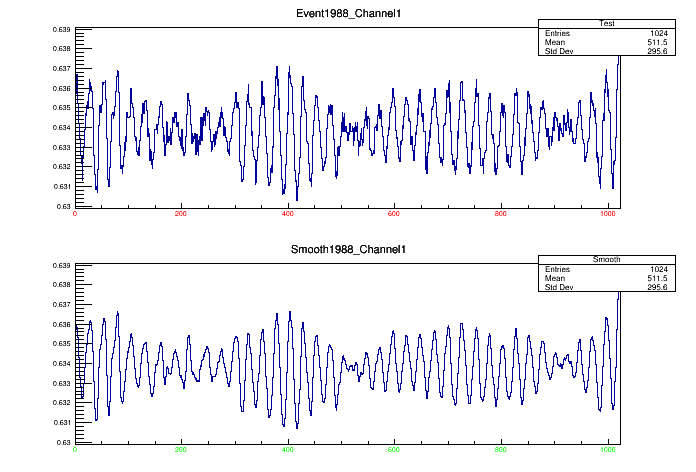 Event1988_Channel1
Test
Entries 1024
Mean 511.5
Std Dev 295.6
0.639
0.638
0.637
0.636
0.635
0.634
0.633
0.632
0.631
0.63
0 200 400 600 800 1000
Smooth1988_Channel1
Smooth
Entries 1024
Mean 511.5
Std Dev 295.6
0.639
0.638
0.637
0.636
0.635
0.634
0.633
0.632
0.631
0.63
0 200 400 600 800 1000